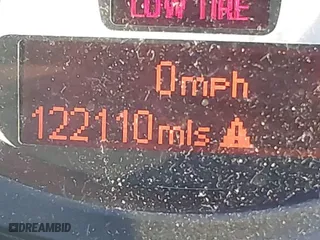 LOW TIRE
0mph
122110mls
DREAMBID